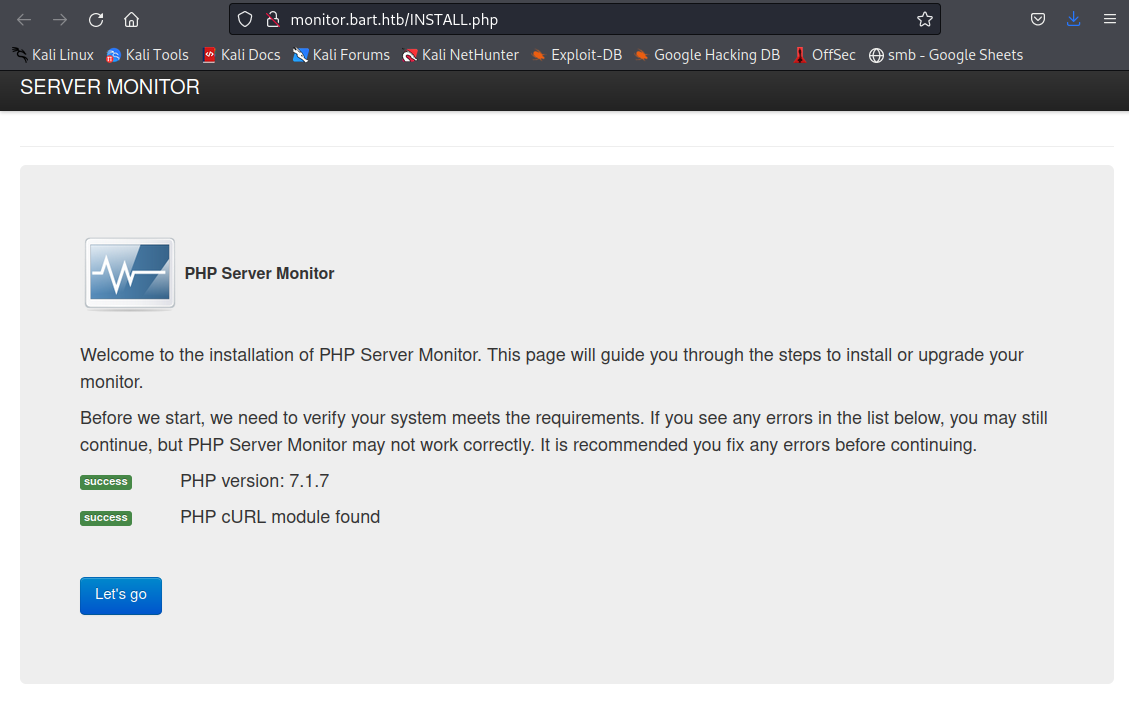 monitor.bart.htb/INSTALL.php
Kali Linux Kali Tools Kali Docs Kali Forums Kali NetHunter Exploit-DB Google Hacking DB OffSec smb - Google Sheets
SERVER MONITOR
PHP Server Monitor
Welcome to the installation of PHP Server Monitor. This page will guide you through the steps to install or upgrade your
monitor.
Before we start, we need to verify your system meets the requirements. If you see any errors in the list below, you may still
continue, but PHP Server Monitor may not work correctly. It is recommended you fix any errors before continuing.
success PHP version: 7.1.7
success PHP cURL module found
Let's go